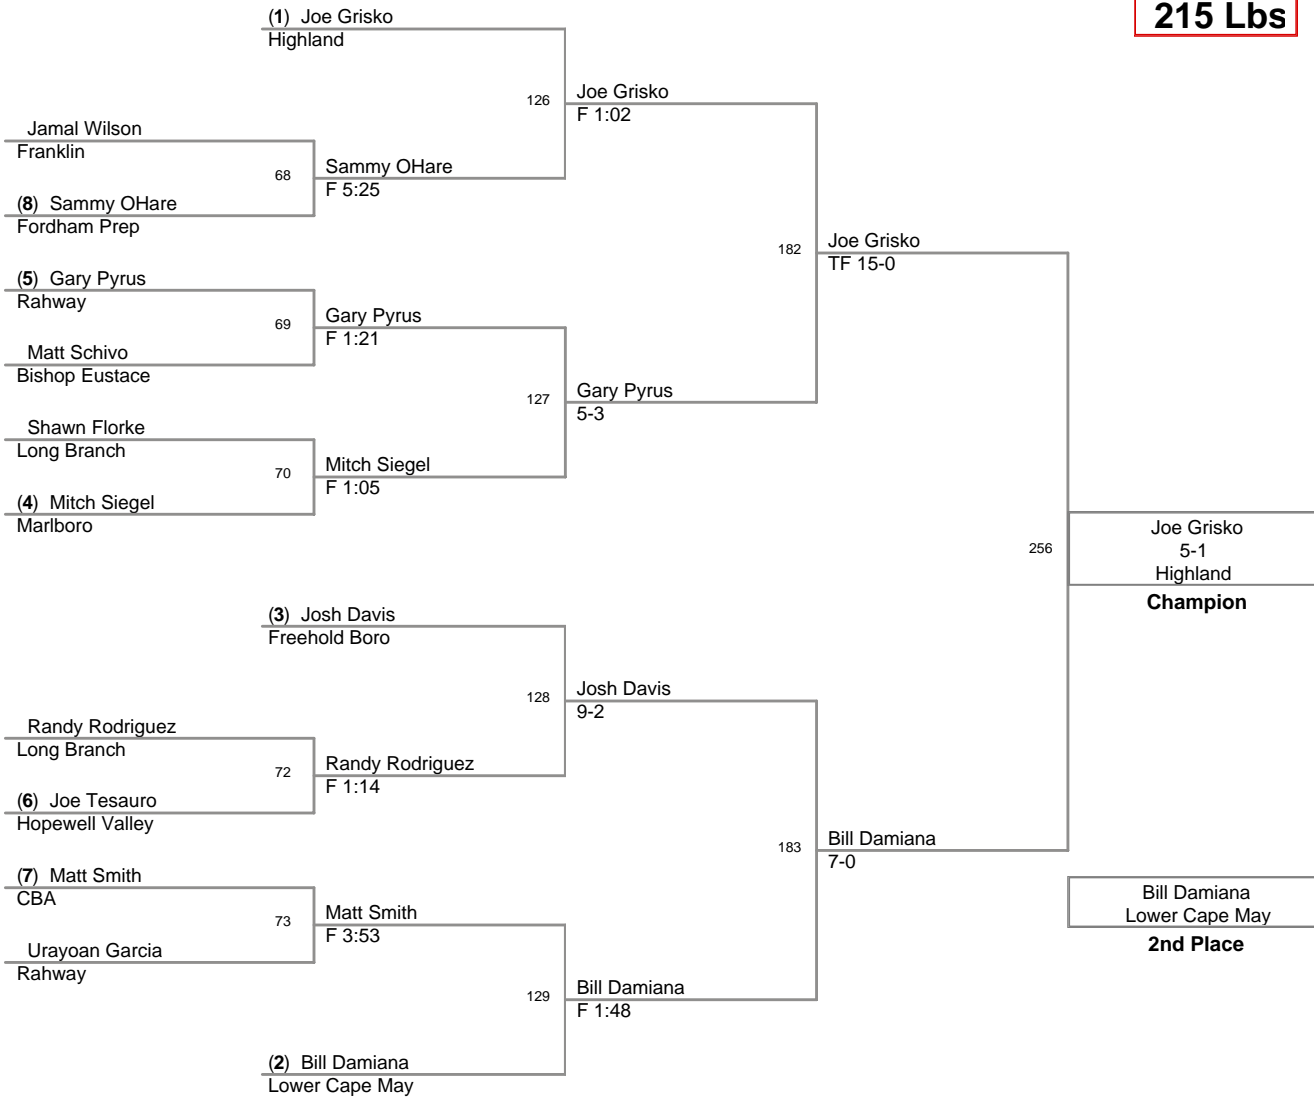 215 Lbs
(1) Joe Grisko
Highland
126
Joe Grisko
F 1:02
Jamal Wilson
Franklin
68
Sammy OHare
F 5:25
(8) Sammy OHare
Fordham Prep
182
Joe Grisko
TF 15-0
(5) Gary Pyrus
Rahway
69
Gary Pyrus
F 1:21
Matt Schivo
Bishop Eustace
127
Gary Pyrus
5-3
Shawn Florke
Long Branch
70
Mitch Siegel
F 1:05
(4) Mitch Siegel
Marlboro
256
Joe Grisko
5-1
Highland
Champion
(3) Josh Davis
Freehold Boro
128
Josh Davis
9-2
Randy Rodriguez
Long Branch
72
Randy Rodriguez
F 1:14
(6) Joe Tesauro
Hopewell Valley
183
Bill Damiana
7-0
(7) Matt Smith
CBA
73
Matt Smith
F 3:53
Urayoan Garcia
Rahway
129
Bill Damiana
F 1:48
(2) Bill Damiana
Lower Cape May
Bill Damiana
Lower Cape May
2nd Place